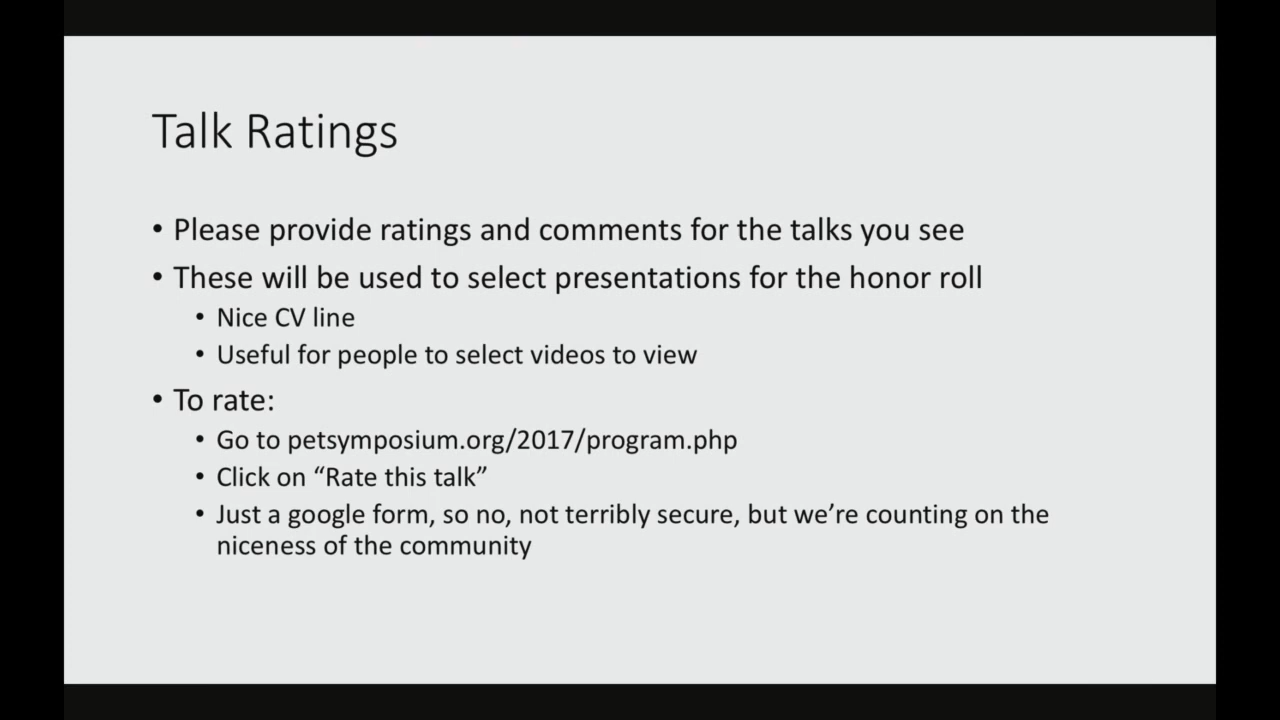 Talk Ratings
• Please provide ratings and comments for the talks you see
• These will be used to select presentations for the honor roll
• Nice CV line
• Useful for people to select videos to view
• To rate:
• Go to petsymposium.org/2017/program.php
• Click on “Rate this talk”
• Just a google form, so no, not terribly secure, but we’re counting on the
niceness of the community